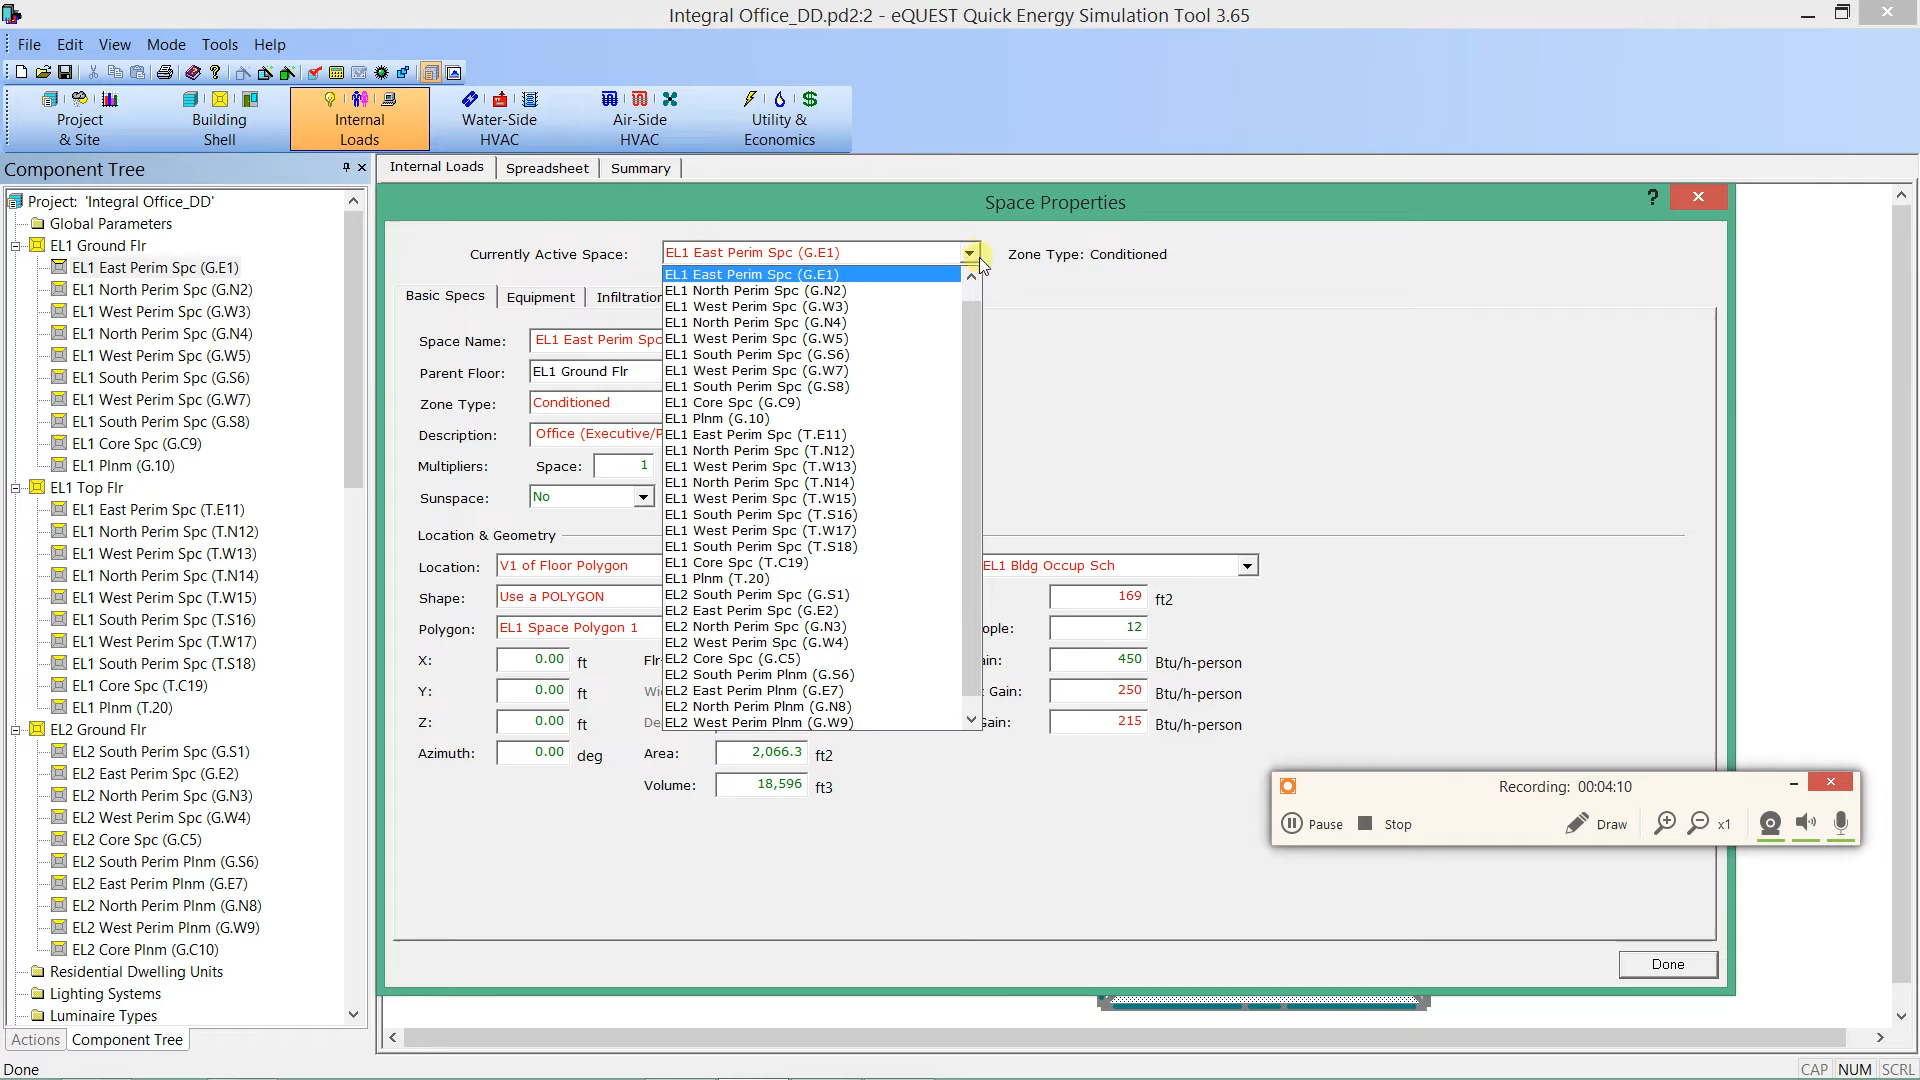 Integral Office_DD.pd2:2 - eQUEST Quick Energy Simulation Tool 3.65
File Edit View Mode Tools Help
Project & Site
Building Shell
Internal Loads
Water-Side HVAC
Air-Side HVAC
Utility & Economics
Component Tree
Project: 'Integral Office_DD'
Global Parameters
EL1 Ground Flr
EL1 East Perim Spc (G.E1)
EL1 North Perim Spc (G.N2)
EL1 West Perim Spc (G.W3)
EL1 North Perim Spc (G.N4)
EL1 West Perim Spc (G.W5)
EL1 South Perim Spc (G.S6)
EL1 West Perim Spc (G.W7)
EL1 South Perim Spc (G.S8)
EL1 Core Spc (G.C9)
EL1 Plnm (G.10)
EL1 Top Flr
EL1 East Perim Spc (T.E11)
EL1 North Perim Spc (T.N12)
EL1 West Perim Spc (T.W13)
EL1 North Perim Spc (T.N14)
EL1 West Perim Spc (T.W15)
EL1 South Perim Spc (T.S16)
EL1 West Perim Spc (T.W17)
EL1 South Perim Spc (T.S18)
EL1 Core Spc (T.C19)
EL1 Plnm (T.20)
EL2 Ground Flr
EL2 South Perim Spc (G.S1)
EL2 East Perim Spc (G.E2)
EL2 North Perim Spc (G.N3)
EL2 West Perim Spc (G.W4)
EL2 Core Spc (G.C5)
EL2 South Perim Plnm (G.S6)
EL2 East Perim Plnm (G.E7)
EL2 North Perim Plnm (G.N8)
EL2 West Perim Plnm (G.W9)
EL2 Core Plnm (G.C10)
Residential Dwelling Units
Lighting Systems
Luminaire Types
Actions Component Tree
Internal Loads Spreadsheet Summary
Space Properties
Currently Active Space: EL1 East Perim Spc (G.E1) Zone Type: Conditioned
EL1 East Perim Spc (G.E1)
EL1 North Perim Spc (G.N2)
EL1 West Perim Spc (G.W3)
EL1 North Perim Spc (G.N4)
EL1 West Perim Spc (G.W5)
EL1 South Perim Spc (G.S6)
EL1 West Perim Spc (G.W7)
EL1 South Perim Spc (G.S8)
EL1 Core Spc (G.C9)
EL1 Plnm (G.10)
EL1 East Perim Spc (T.E11)
EL1 North Perim Spc (T.N12)
EL1 West Perim Spc (T.W13)
EL1 North Perim Spc (T.N14)
EL1 West Perim Spc (T.W15)
EL1 South Perim Spc (T.S16)
EL1 West Perim Spc (T.W17)
EL1 South Perim Spc (T.S18)
EL1 Core Spc (T.C19)
EL1 Plnm (T.20)
EL2 South Perim Spc (G.S1)
EL2 East Perim Spc (G.E2)
EL2 North Perim Spc (G.N3)
EL2 West Perim Spc (G.W4)
EL2 Core Spc (G.C5)
EL2 South Perim Plnm (G.S6)
EL2 East Perim Plnm (G.E7)
EL2 North Perim Plnm (G.N8)
EL2 West Perim Plnm (G.W9)
Basic Specs Equipment Infiltration
Space Name: EL1 East Perim Spc
Parent Floor: EL1 Ground Flr
Zone Type: Conditioned
Description: Office (Executive/P
Multipliers: Space: 1
Sunspace: No
Location & Geometry
Location: V1 of Floor Polygon
Shape: Use a POLYGON
Polygon: EL1 Space Polygon 1
X: 0.00 ft Flr-
Y: 0.00 ft Wi
Z: 0.00 ft De
Azimuth: 0.00 deg Area: 2,066.3 ft2
Volume: 18,596 ft3
EL1 Bldg Occup Sch
169 ft2
ople: 12
ain: 450 Btu/h-person
t Gain: 250 Btu/h-person
Gain: 215 Btu/h-person
Recording: 00:04:10
Pause Stop Draw x1
Done
Done CAP NUM SCRL